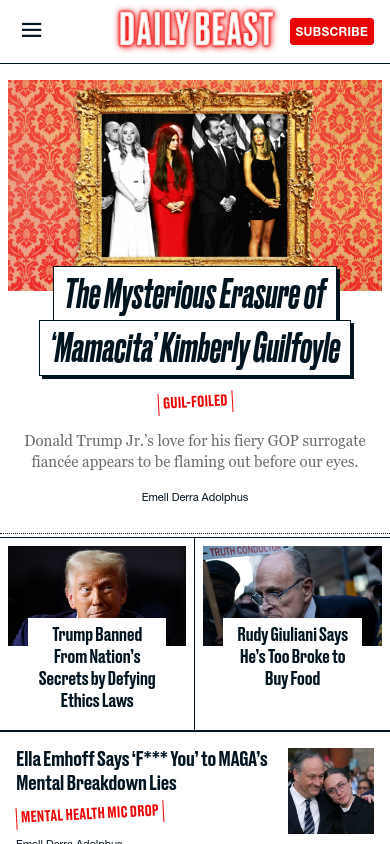 DAILY BEAST
SUBSCRIBE
The Mysterious Erasure of
‘Mamacita’ Kimberly Guilfoyle
GUIL-FOILED
Donald Trump Jr.’s love for his fiery GOP surrogate
fiancée appears to be flaming out before our eyes.
Emell Derra Adolphus
Trump Banned
From Nation’s
Secrets by Defying
Ethics Laws
TRUTH CONDUCTOR
Rudy Giuliani Says
He’s Too Broke to
Buy Food
Ella Emhoff Says ‘F*** You’ to MAGA’s
Mental Breakdown Lies
MENTAL HEALTH MIC DROP
Emell Derra Adolphus